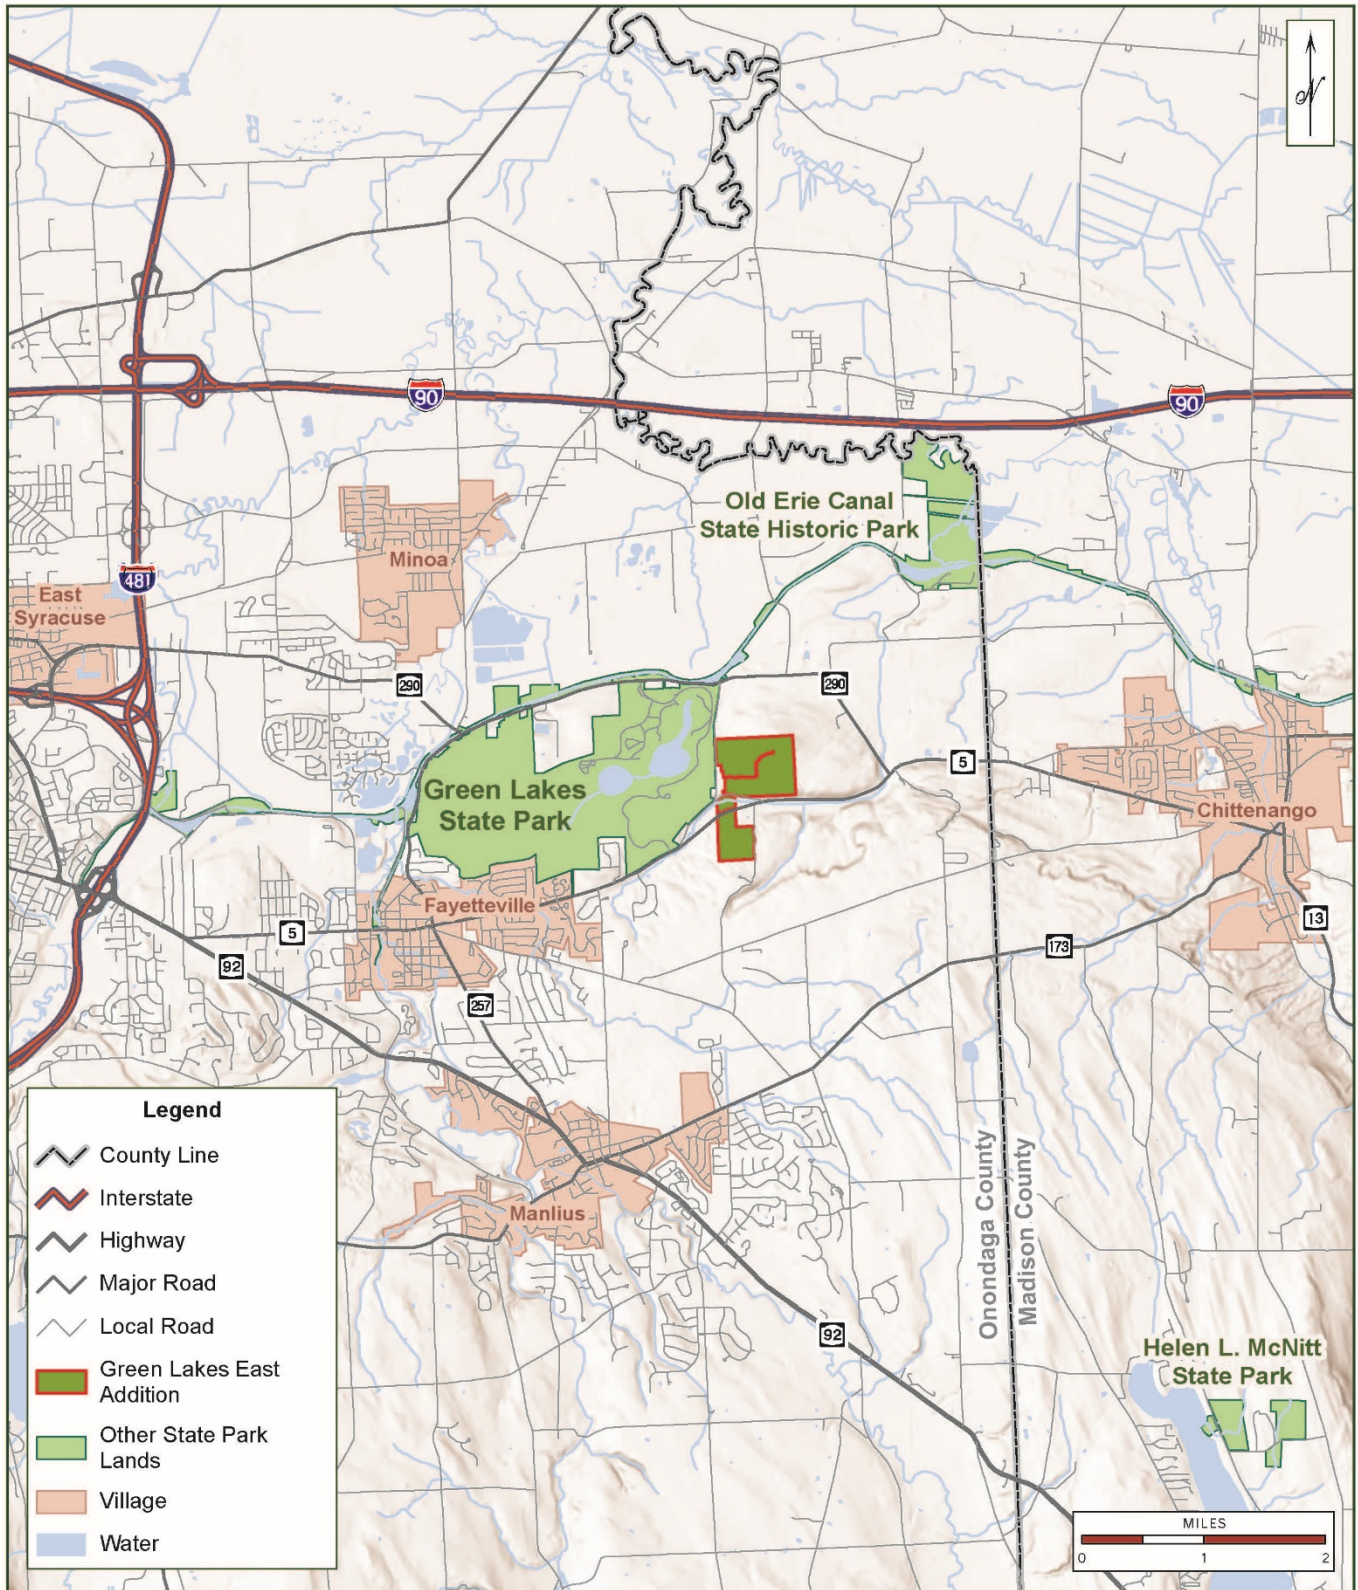 N
90
90
Old Erie Canal
State Historic Park
Minoa
481
East
Syracuse
290
290
5
Green Lakes
State Park
Chittenango
Fayetteville
5
13
92
173
257
Legend
County Line
Interstate
Highway
Major Road
Local Road
Green Lakes East
Addition
Other State Park
Lands
Village
Water
Manlius
Onondaga County
Madison County
92
Helen L. McNitt
State Park
MILES
0 1 2